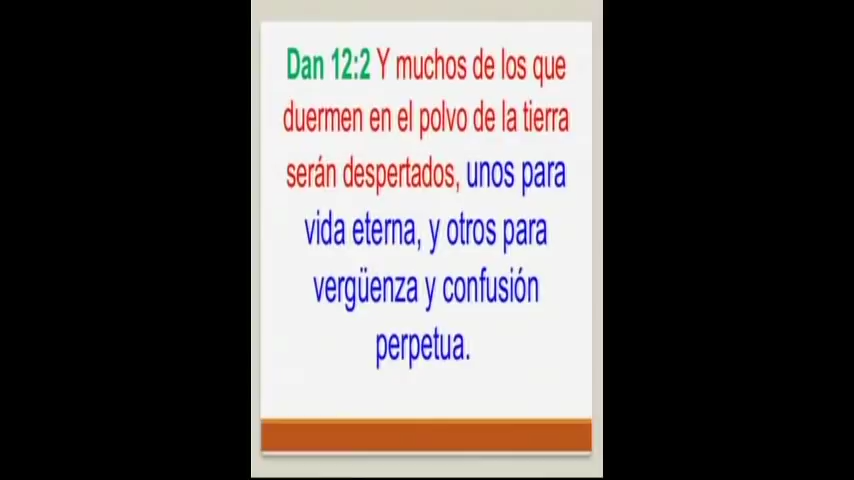 Dan 12:2 Y muchos de los que
duermen en el polvo de la tierra
serán despertados, unos para
vida eterna, y otros para
vergüenza y confusión
perpetua.